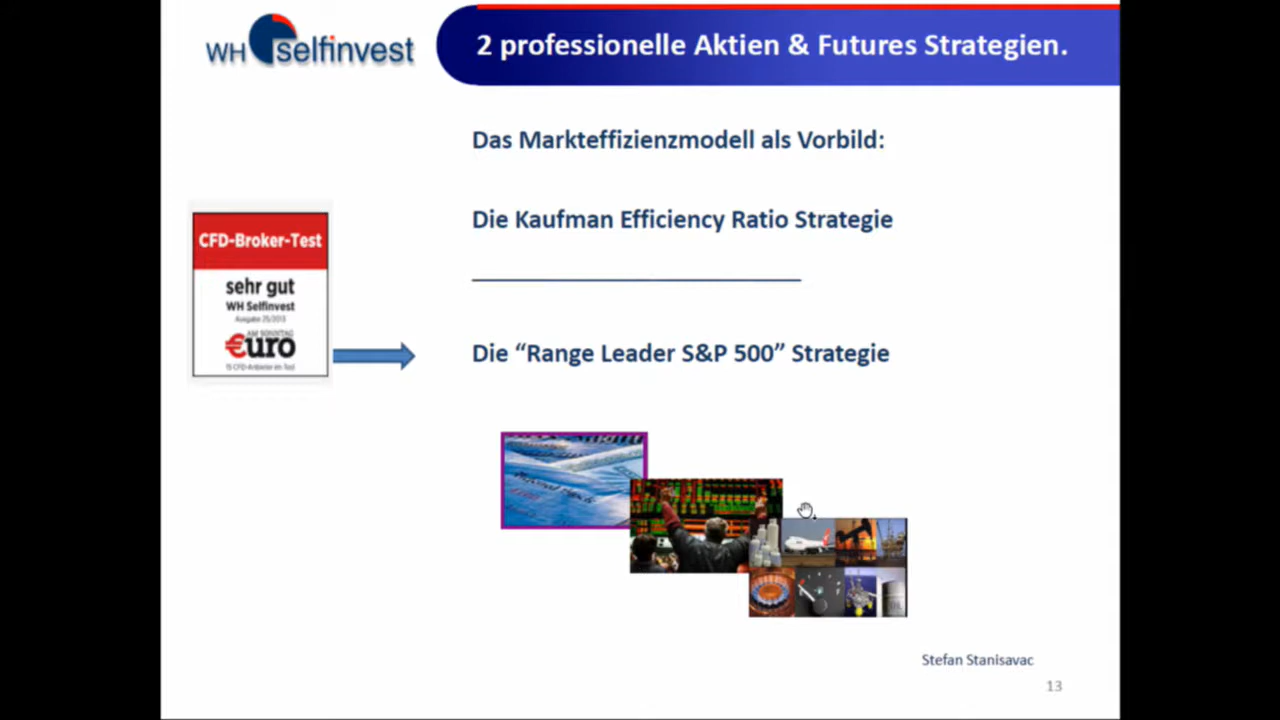 WH selfinvest
2 professionelle Aktien & Futures Strategien.
Das Markteffizienzmodell als Vorbild:
Die Kaufman Efficiency Ratio Strategie
CFD-Broker-Test
sehr gut
WH Selfinvest
Ausgabe 25/2013
AM SONNTAG
€uro
15 CFD-Anbieter im Test
Die “Range Leader S&P 500” Strategie
Stefan Stanisavac
13